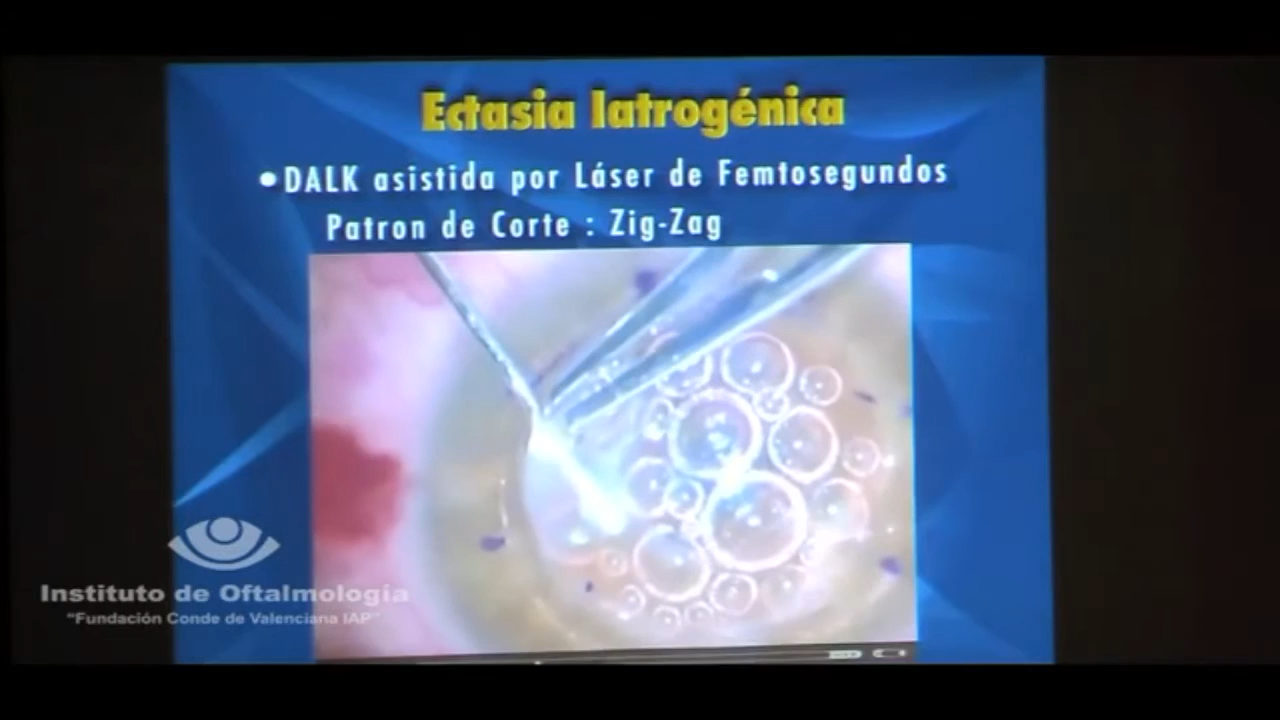 Ectasia Iatrogénica
•DALK asistida por Láser de Femtosegundos
Patron de Corte : Zig-Zag
Instituto de Oftalmología
"Fundación Conde de Valenciana IAP"